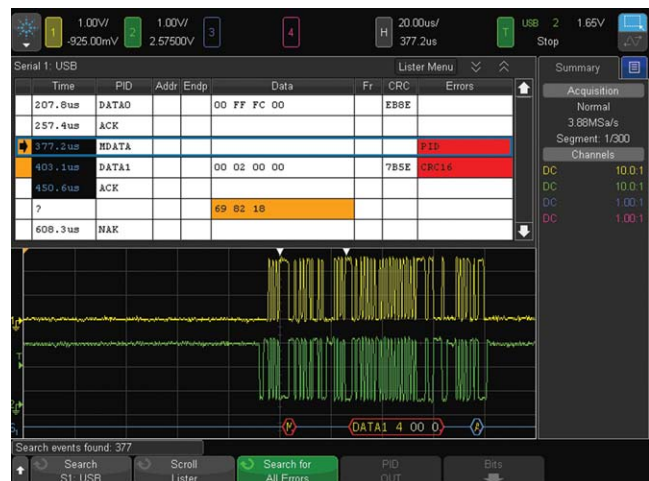 1 1.00V/ -925.00mV 2 1.00V/ 2.57500V 3 4 H 20.00us/ 377.2us T USB 2 1.65V Stop
Serial 1: USB Lister Menu
Time PID Addr Endp Data Fr CRC Errors
207.8us DATA0 00 FF FC 00 EB8E
257.4us ACK
377.2us MDATA PID
403.1us DATA1 00 02 00 00 7B5E CRC16
450.6us ACK
? 69 82 18
608.3us NAK
Summary
Acquisition
Normal
3.88MSa/s
Segment: 1/300
Channels
DC 10.0:1
DC 10.0:1
DC 1.00:1
DC 1.00:1
M DATA1 4 00 0 A
Search events found: 377
Search S1: USB
Scroll Lister
Search for All Errors
PID OUT
Bits